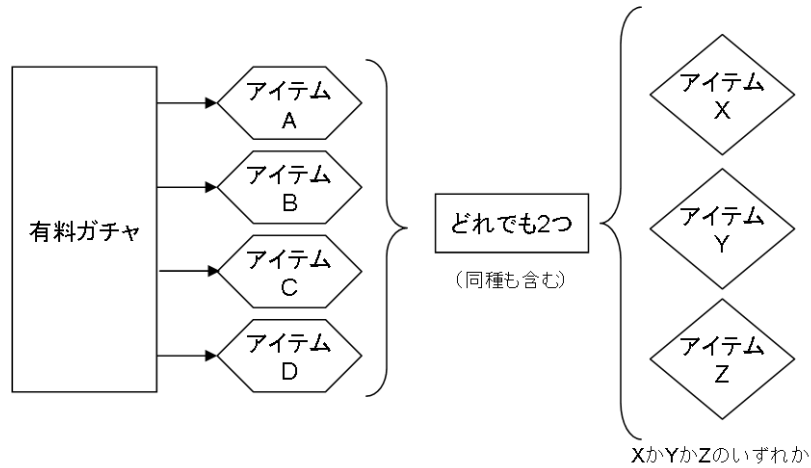 有料ガチャ
アイテム
A
アイテム
B
アイテム
C
アイテム
D
どれでも2つ
（同種も含む）
アイテム
X
アイテム
Y
アイテム
Z
XかYかZのいずれか